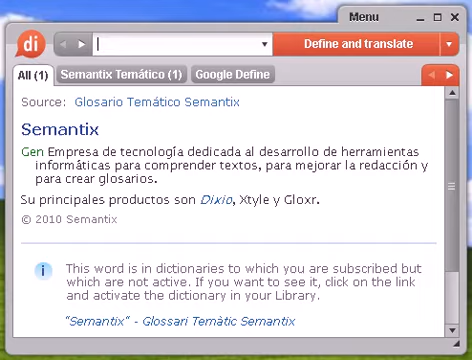 Menu
di
Define and translate
All (1)
Semantix Temático (1)
Google Define
Source: Glosario Temático Semantix
Semantix
Gen Empresa de tecnología dedicada al desarrollo de herramientas
informáticas para comprender textos, para mejorar la redacción y
para crear glosarios.
Su principales productos son Dixio, Xtyle y Gloxr.
© 2010 Semantix
i
This word is in dictionaries to which you are subscribed but
which are not active. If you want to see it, click on the link
and activate the dictionary in your Library.
"Semantix" - Glossari Temàtic Semantix